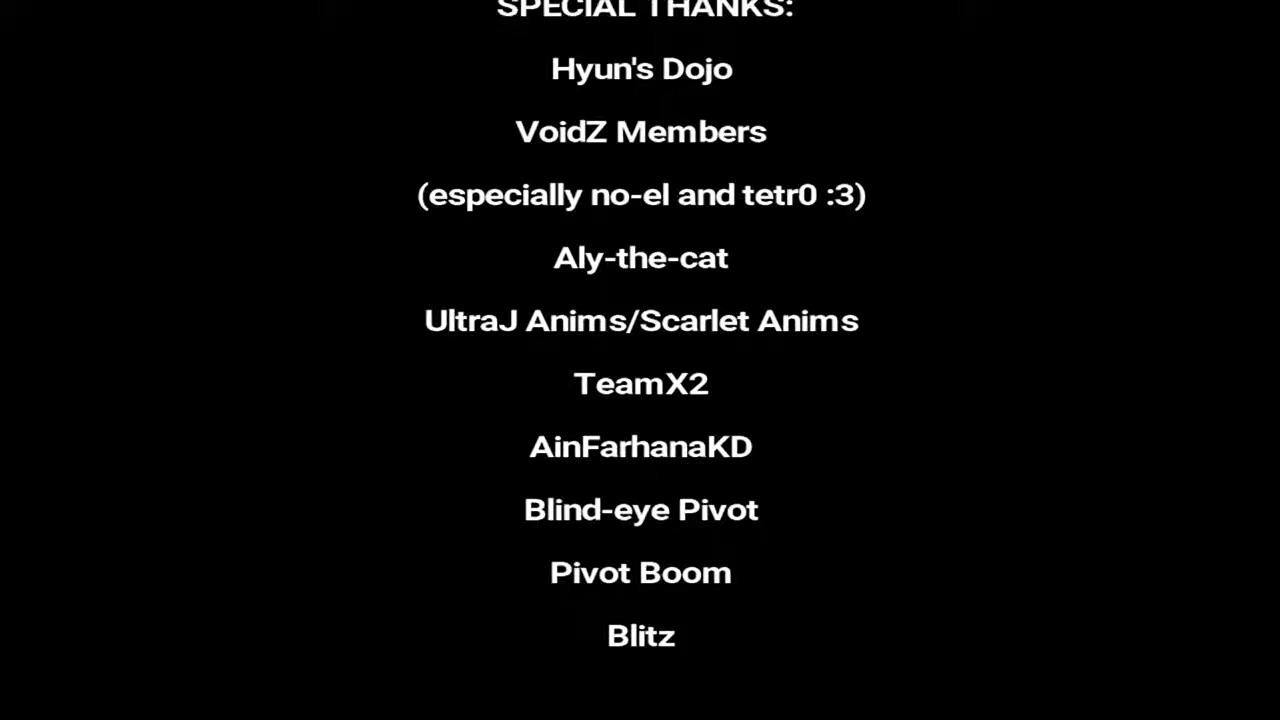 SPECIAL THANKS:
Hyun's Dojo
VoidZ Members
(especially no-el and tetr0 :3)
Aly-the-cat
UltraJ Anims/Scarlet Anims
TeamX2
AinFarhanaKD
Blind-eye Pivot
Pivot Boom
Blitz